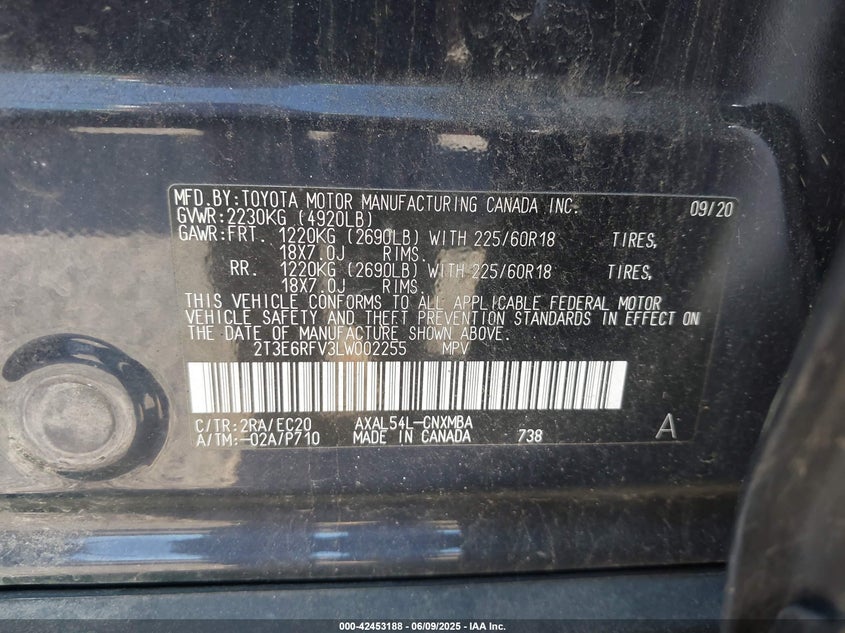 MFD.BY:TOYOTA MOTOR MANUFACTURING CANADA INC. 09/20
GVWR:2230KG (4920LB)
GAWR:FRT. 1220KG (2690LB) WITH 225/60R18 TIRES,
18X7.0J RIMS.
RR. 1220KG (2690LB) WITH 225/60R18 TIRES,
18X7.0J RIMS.
THIS VEHICLE CONFORMS TO ALL APPLICABLE FEDERAL MOTOR
VEHICLE SAFETY AND THEFT PREVENTION STANDARDS IN EFFECT ON
THE DATE OF MANUFACTURE SHOWN ABOVE.
2T3E6RFV3LW002255 MPV
C/TR:2RA/EC20 AXAL54L-CNXMBA
A/TM:-02A/P710 MADE IN CANADA 738 A
000-42453188 - 06/09/2025 - IAA Inc.